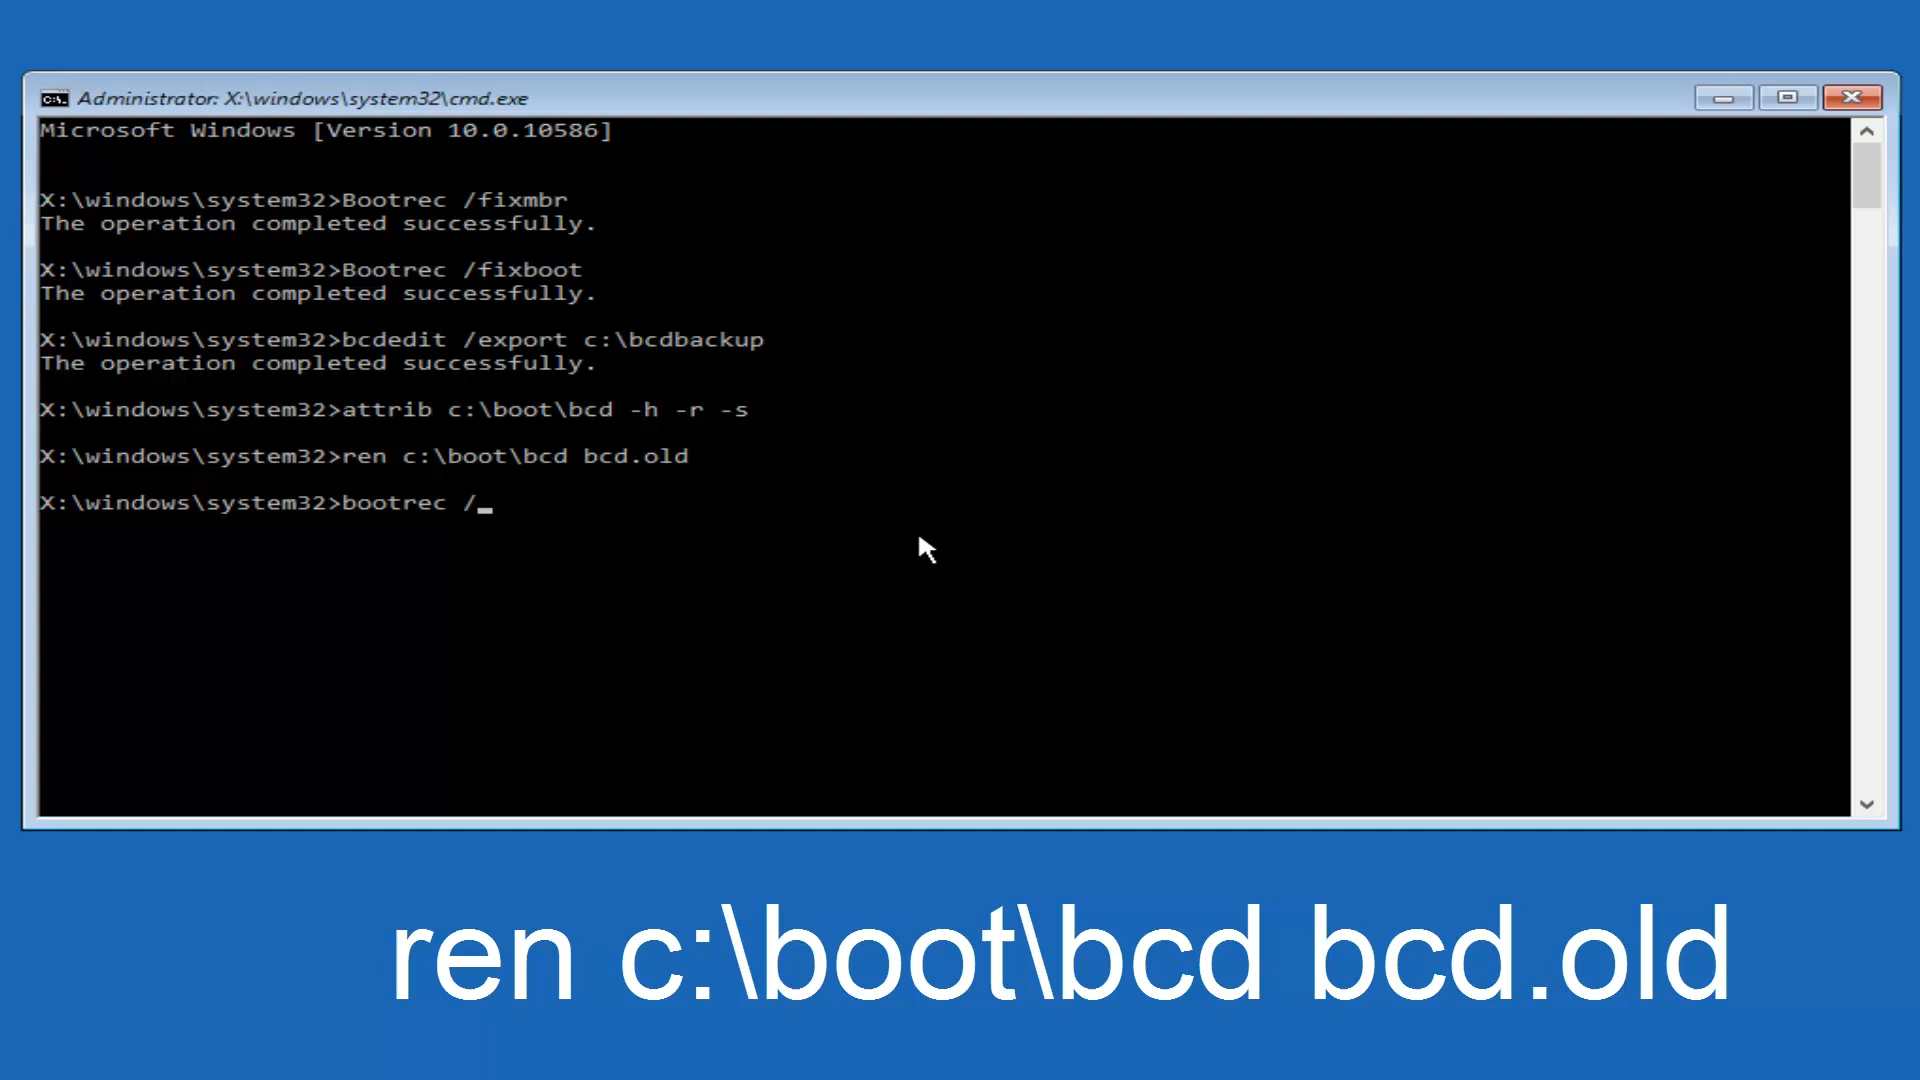 Administrator: X:\windows\system32\cmd.exe
Microsoft Windows [Version 10.0.10586]
X:\windows\system32>Bootrec /fixmbr
The operation completed successfully.
X:\windows\system32>Bootrec /fixboot
The operation completed successfully.
X:\windows\system32>bcdedit /export c:\bcdbackup
The operation completed successfully.
X:\windows\system32>attrib c:\boot\bcd -h -r -s
X:\windows\system32>ren c:\boot\bcd bcd.old
X:\windows\system32>bootrec /_
ren c:\boot\bcd bcd.old